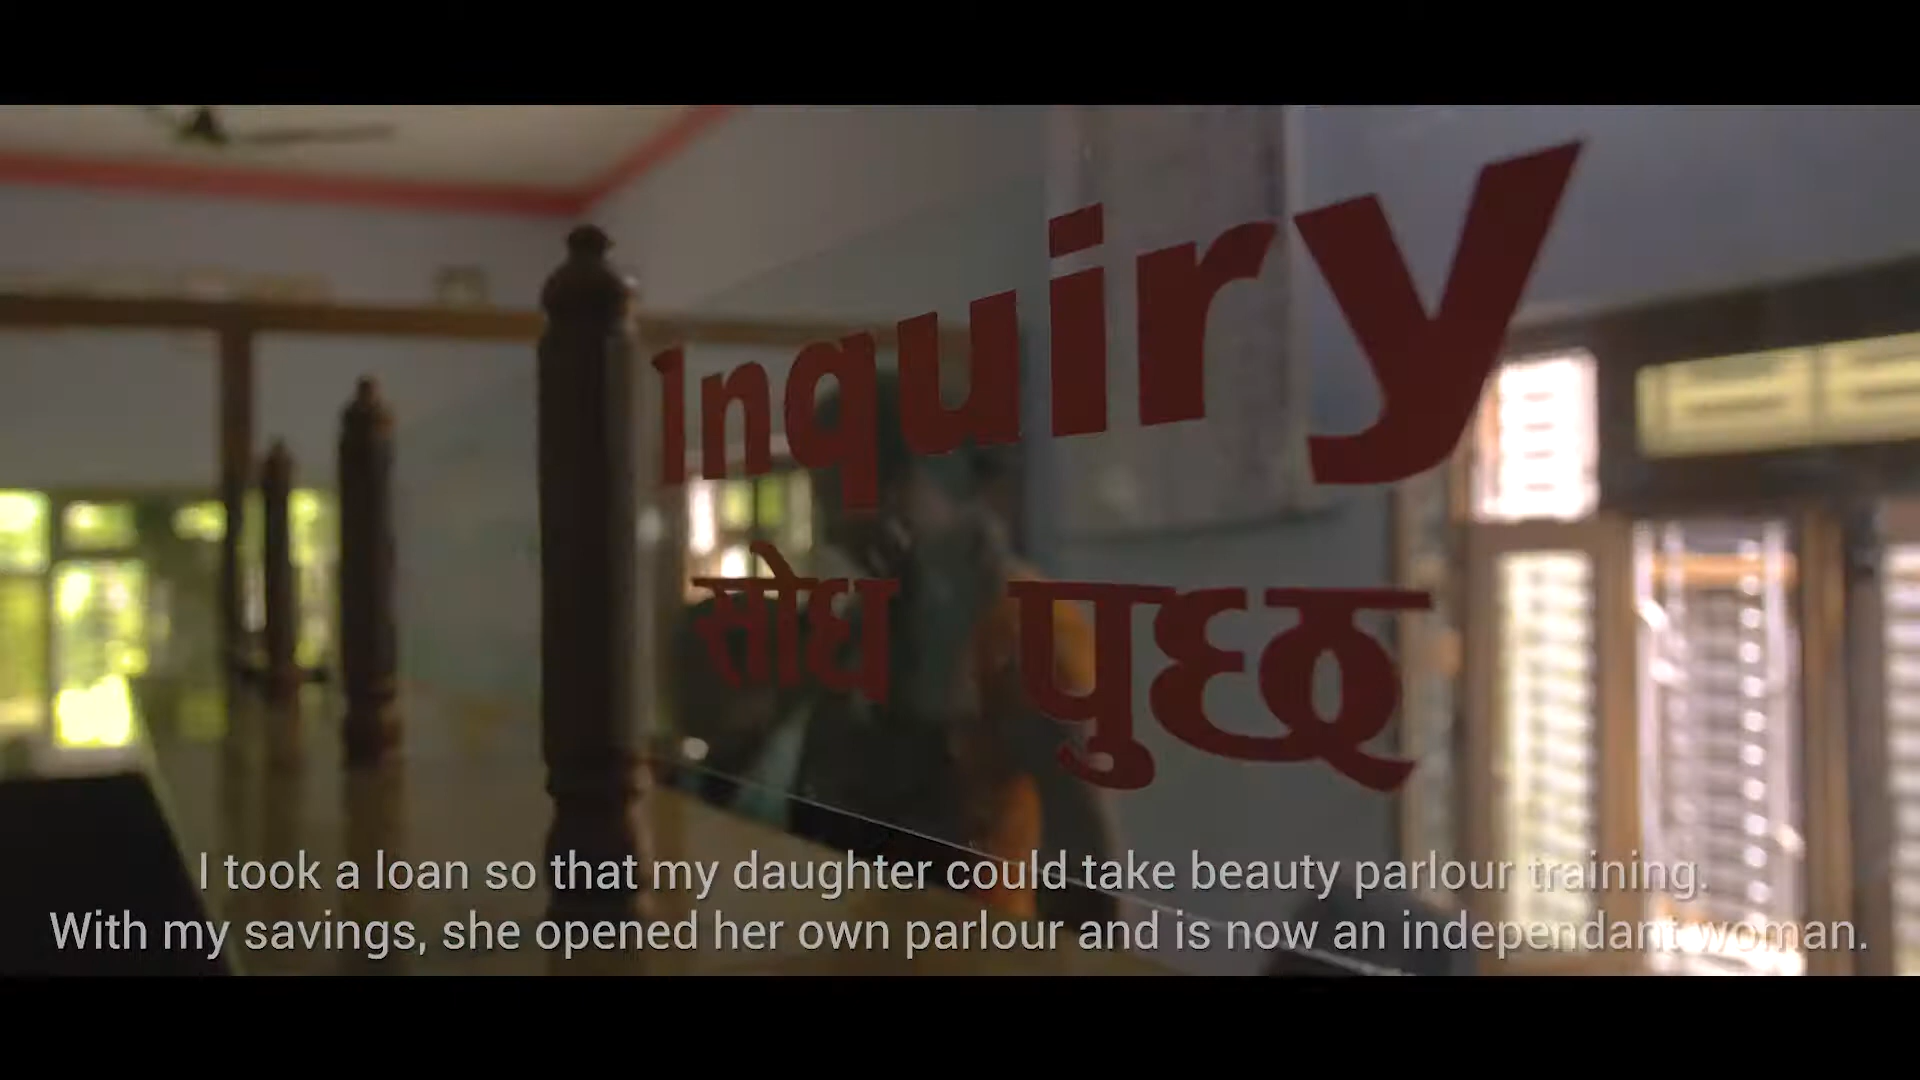 Inquiry
सोध पुछ
I took a loan so that my daughter could take beauty parlour training.
With my savings, she opened her own parlour and is now an independant woman.